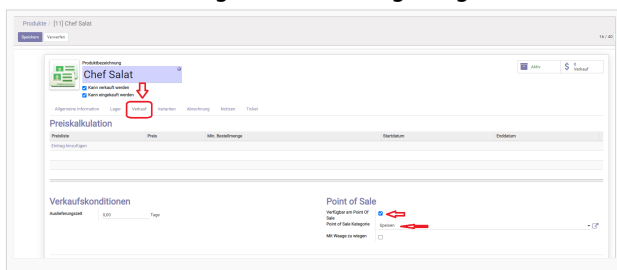 Produkte / [11] Chef Salat
Speichern Verwerfen
16 / 40
Produktbezeichnung
Chef Salat
Kann verkauft werden
Kann eingekauft werden
Aktiv
0
Verkauf
Allgemeine Information Lager Verkauf Varianten Abrechnung Notizen Ticket
Preiskalkulation
Preisliste Preis Min. Bestellmenge Startdatum Enddatum
Eintrag hinzufügen
Verkaufskonditionen
Point of Sale
Auslieferungszeit 0,00 Tage
Verfügbar am Point Of Sale
Point of Sale Kategorie Speisen
Mit Waage zu wiegen